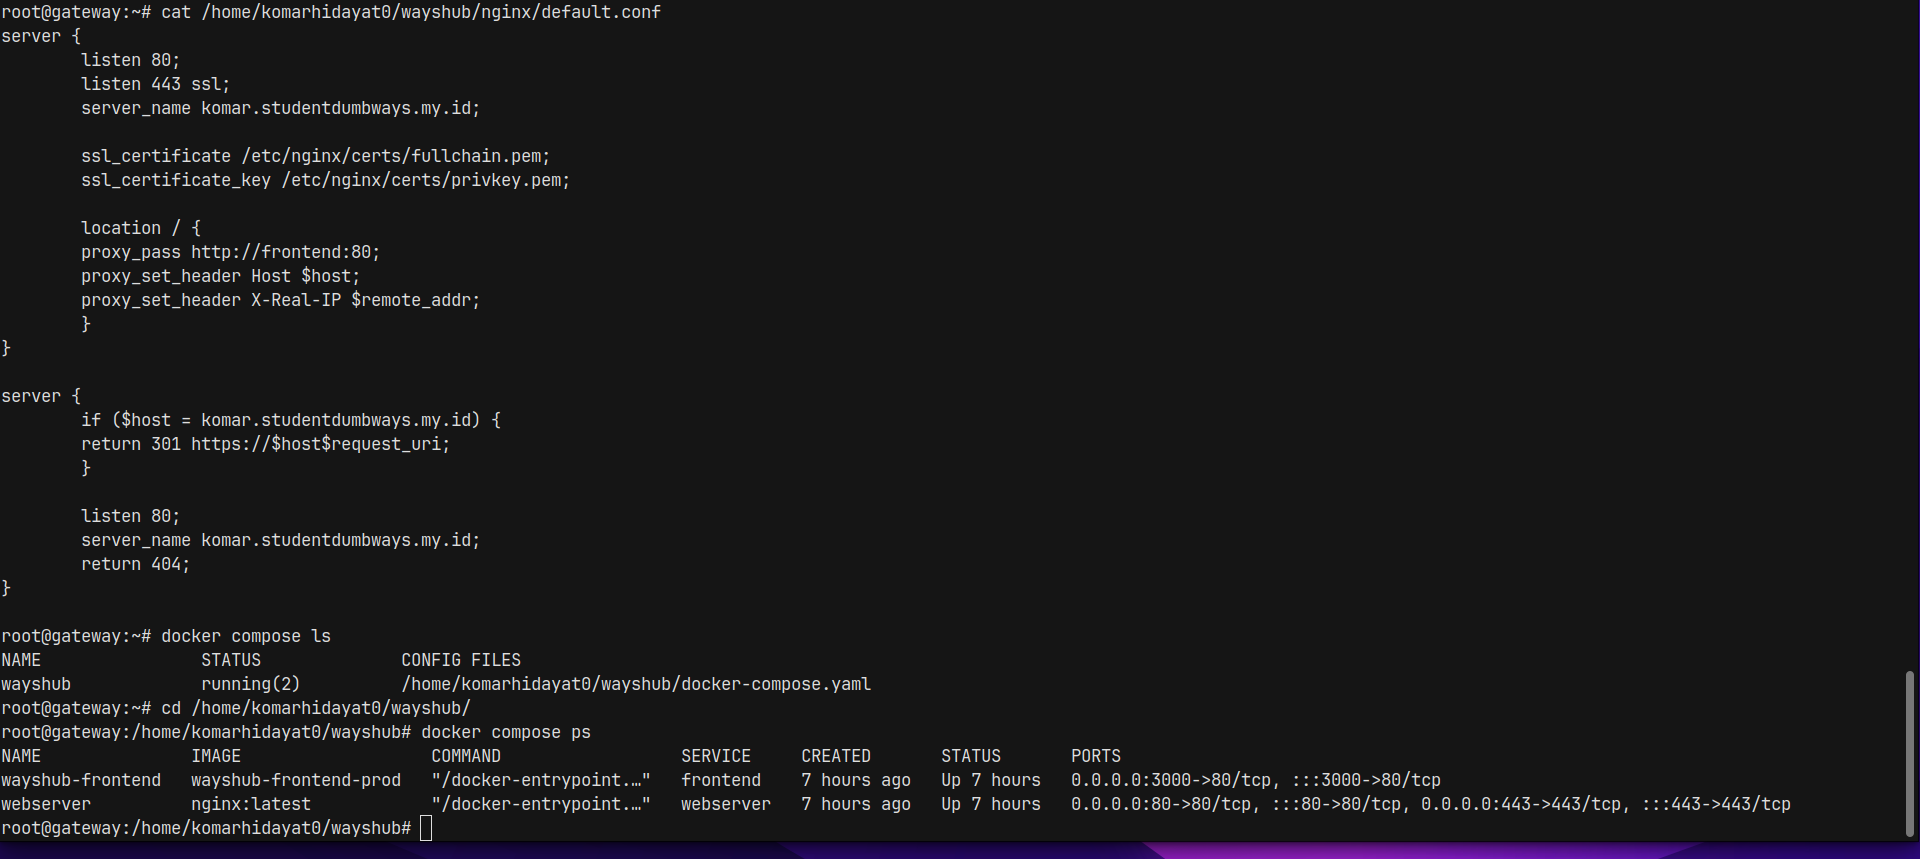 root@gateway:~# cat /home/komarhidayat0/wayshub/nginx/default.conf
server {
        listen 80;
        listen 443 ssl;
        server_name komar.studentdumbways.my.id;

        ssl_certificate /etc/nginx/certs/fullchain.pem;
        ssl_certificate_key /etc/nginx/certs/privkey.pem;

        location / {
        proxy_pass http://frontend:80;
        proxy_set_header Host $host;
        proxy_set_header X-Real-IP $remote_addr;
        }
}

server {
        if ($host = komar.studentdumbways.my.id) {
        return 301 https://$host$request_uri;
        }

        listen 80;
        server_name komar.studentdumbways.my.id;
        return 404;
}

root@gateway:~# docker compose ls
NAME                STATUS              CONFIG FILES
wayshub             running(2)          /home/komarhidayat0/wayshub/docker-compose.yaml
root@gateway:~# cd /home/komarhidayat0/wayshub/
root@gateway:/home/komarhidayat0/wayshub# docker compose ps
NAME               IMAGE                   COMMAND                  SERVICE     CREATED       STATUS       PORTS
wayshub-frontend   wayshub-frontend-prod   "/docker-entrypoint.…"   frontend    7 hours ago   Up 7 hours   0.0.0.0:3000->80/tcp, :::3000->80/tcp
webserver          nginx:latest            "/docker-entrypoint.…"   webserver   7 hours ago   Up 7 hours   0.0.0.0:80->80/tcp, :::80->80/tcp, 0.0.0.0:443->443/tcp, :::443->443/tcp
root@gateway:/home/komarhidayat0/wayshub#